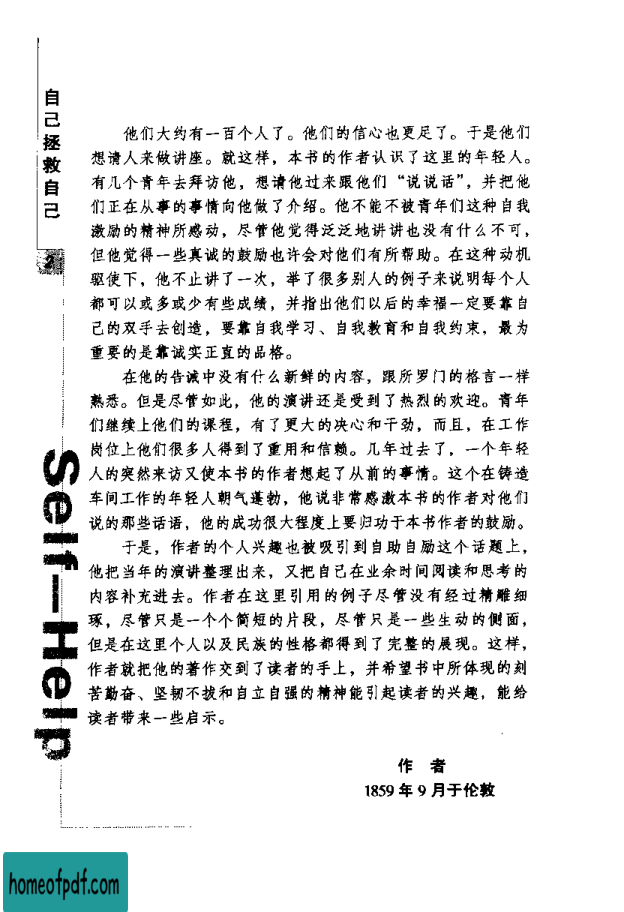 自己拯救自己
2
Self-Help
他们大约有一百个人了。他们的信心也更足了。于是他们
想请人来做讲座。就这样，本书的作者认识了这里的年轻人。
有几个青年去拜访他，想请他过来跟他们“说说话”，并把他
们正在从事的事情向他做了介绍。他不能不被青年们这种自我
激励的精神所感动，尽管他觉得泛泛地讲讲也没有什么不可，
但他觉得一些真诚的鼓励也许会对他们有所帮助。在这种动机
驱使下，他不止讲了一次，举了很多别人的例子来说明每个人
都可以或多或少有些成绩，并指出他们以后的幸福一定要靠自
己的双手去创造，要靠自我学习、自我教育和自我约束，最为
重要的是靠诚实正直的品格。
在他的告诫中没有什么新鲜的内容，跟所罗门的格言一样
熟悉。但是尽管如此，他的演讲还是受到了热烈的欢迎。青年
们继续上他们的课程，有了更大的决心和干劲，而且，在工作
岗位上他们很多人得到了重用和信赖。几年过去了，一个年轻
人的突然来访又使本书的作者想起了从前的事情。这个在铸造
车间工作的年轻人朝气蓬勃，他说非常感激本书的作者对他们
说的那些话语，他的成功很大程度上要归功于本书作者的鼓励。
于是，作者的个人兴趣也被吸引到自助自励这个话题上，
他把当年的演讲整理出来，又把自己在业余时间阅读和思考的
内容补充进去。作者在这里引用的例子尽管没有经过精雕细
琢，尽管只是一个个简短的片段，尽管只是一些生动的侧面，
但是在这里个人以及民族的性格都得到了完整的展现。这样，
作者就把他的著作交到了读者的手上，并希望书中所体现的刻
苦勤奋、坚韧不拔和自立自强的精神能引起读者的兴趣，能给
读者带来一些启示。
作 者
1859 年 9 月于伦敦
homeofpdf.com